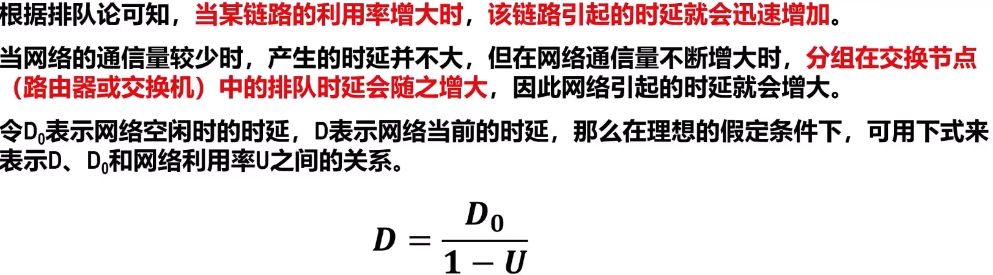 根据排队论可知，当某链路的利用率增大时，该链路引起的时延就会迅速增加。
当网络的通信量较少时，产生的时延并不大，但在网络通信量不断增大时，分组在交换节点
（路由器或交换机）中的排队时延会随之增大，因此网络引起的时延就会增大。
令D₀表示网络空闲时的时延，D表示网络当前的时延，那么在理想的假定条件下，可用下式来
表示D、D₀和网络利用率U之间的关系。
D = D₀ / (1 − U)